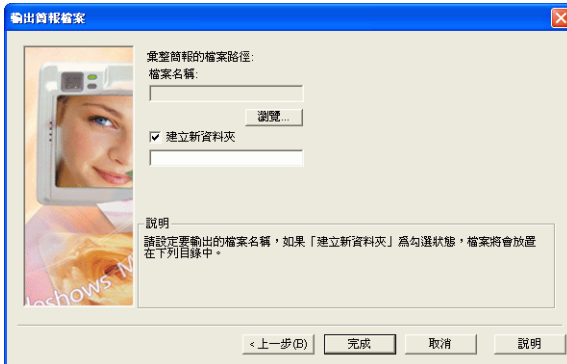 輸出簡報檔案
彙整簡報的檔案路徑:
檔案名稱:
瀏覽...
建立新資料夾
說明
請設定要輸出的檔案名稱，如果「建立新資料夾」為勾選狀態，檔案將會放置
在下列目錄中。
deshows M
<上一步(B)
完成
取消
說明